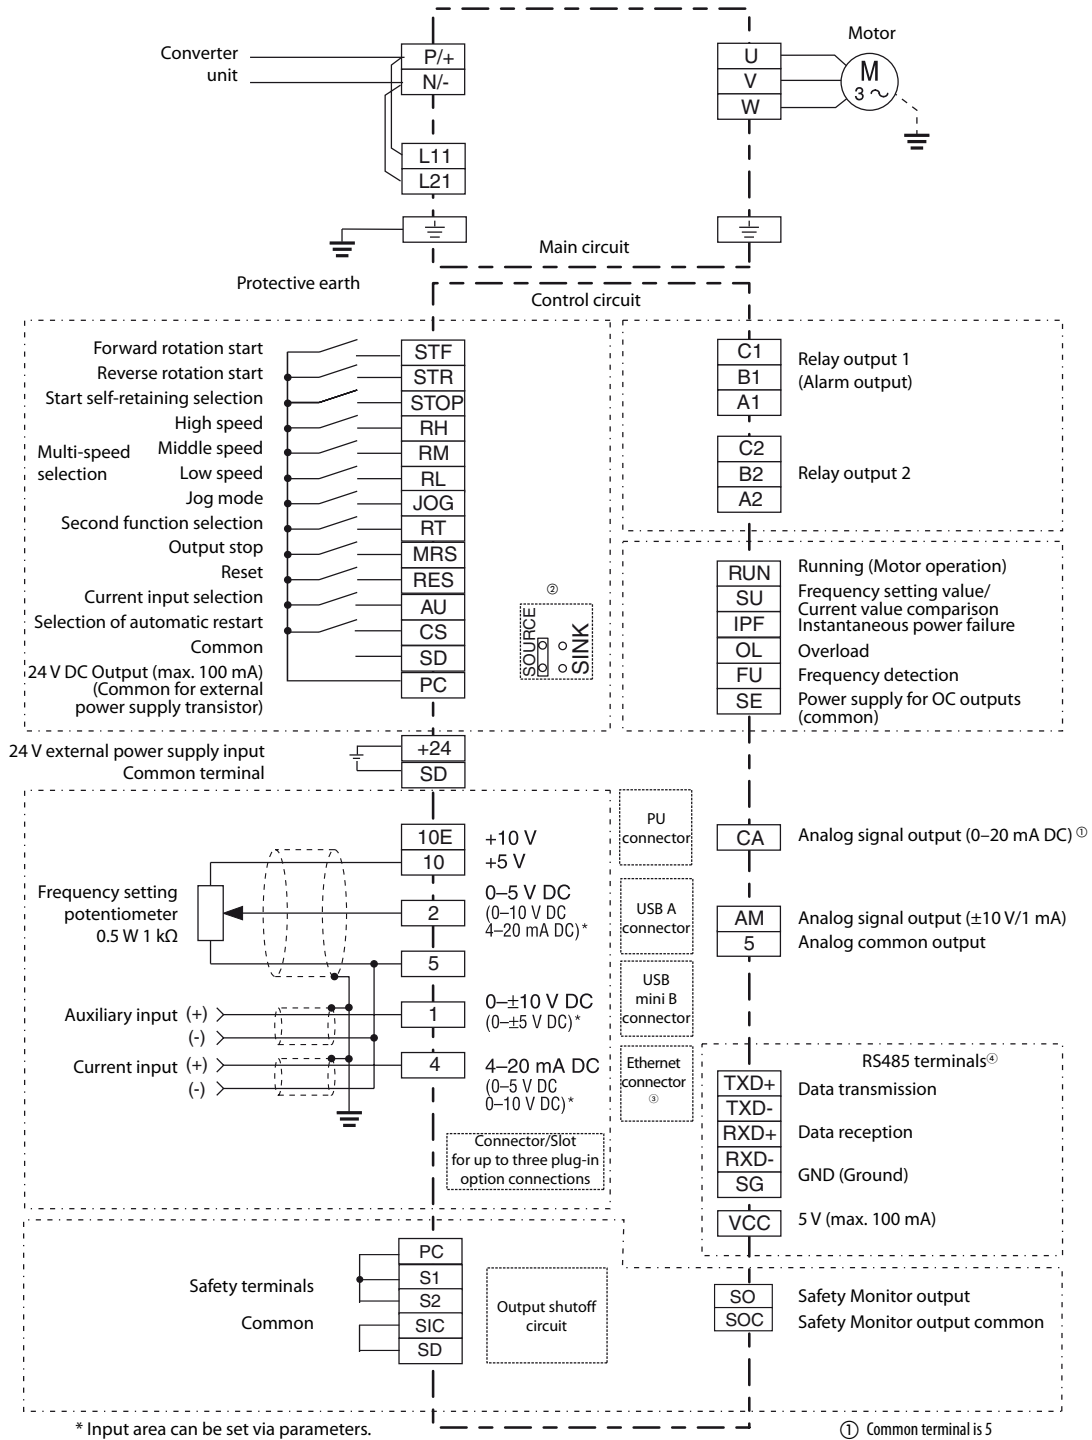 Converter
unit
P/+
N/-
L11
L21
U
V
W
Motor
M
3 ~
Main circuit
Protective earth
Control circuit
Forward rotation start
Reverse rotation start
Start self-retaining selection
High speed
Multi-speed
selection
Middle speed
Low speed
Jog mode
Second function selection
Output stop
Reset
Current input selection
Selection of automatic restart
Common
24 V DC Output (max. 100 mA)
(Common for external
power supply transistor)
STF
STR
STOP
RH
RM
RL
JOG
RT
MRS
RES
AU
CS
SD
PC
②
SOURCE
SINK
C1
B1
A1
Relay output 1
(Alarm output)
C2
B2
A2
Relay output 2
RUN
SU
IPF
OL
FU
SE
Running (Motor operation)
Frequency setting value/
Current value comparison
Instantaneous power failure
Overload
Frequency detection
Power supply for OC outputs
(common)
24 V external power supply input
Common terminal
+24
SD
10E
+10 V
10
+5 V
Frequency setting
potentiometer
0.5 W 1 kΩ
2
0–5 V DC
(0–10 V DC
4–20 mA DC)*
5
Auxiliary input (+)
(-)
1
0–±10 V DC
(0–±5 V DC)*
Current input (+)
(-)
4
4–20 mA DC
(0–5 V DC
0–10 V DC)*
Connector/Slot
for up to three plug-in
option connections
PU
connector
USB A
connector
USB
mini B
connector
Ethernet
connector
③
CA
Analog signal output (0–20 mA DC) ①
AM
5
Analog signal output (±10 V/1 mA)
Analog common output
RS485 terminals④
TXD+
TXD-
RXD+
RXD-
SG
VCC
Data transmission
Data reception
GND (Ground)
5 V (max. 100 mA)
Safety terminals
Common
PC
S1
S2
SIC
SD
Output shutoff
circuit
SO
SOC
Safety Monitor output
Safety Monitor output common
* Input area can be set via parameters.
① Common terminal is 5